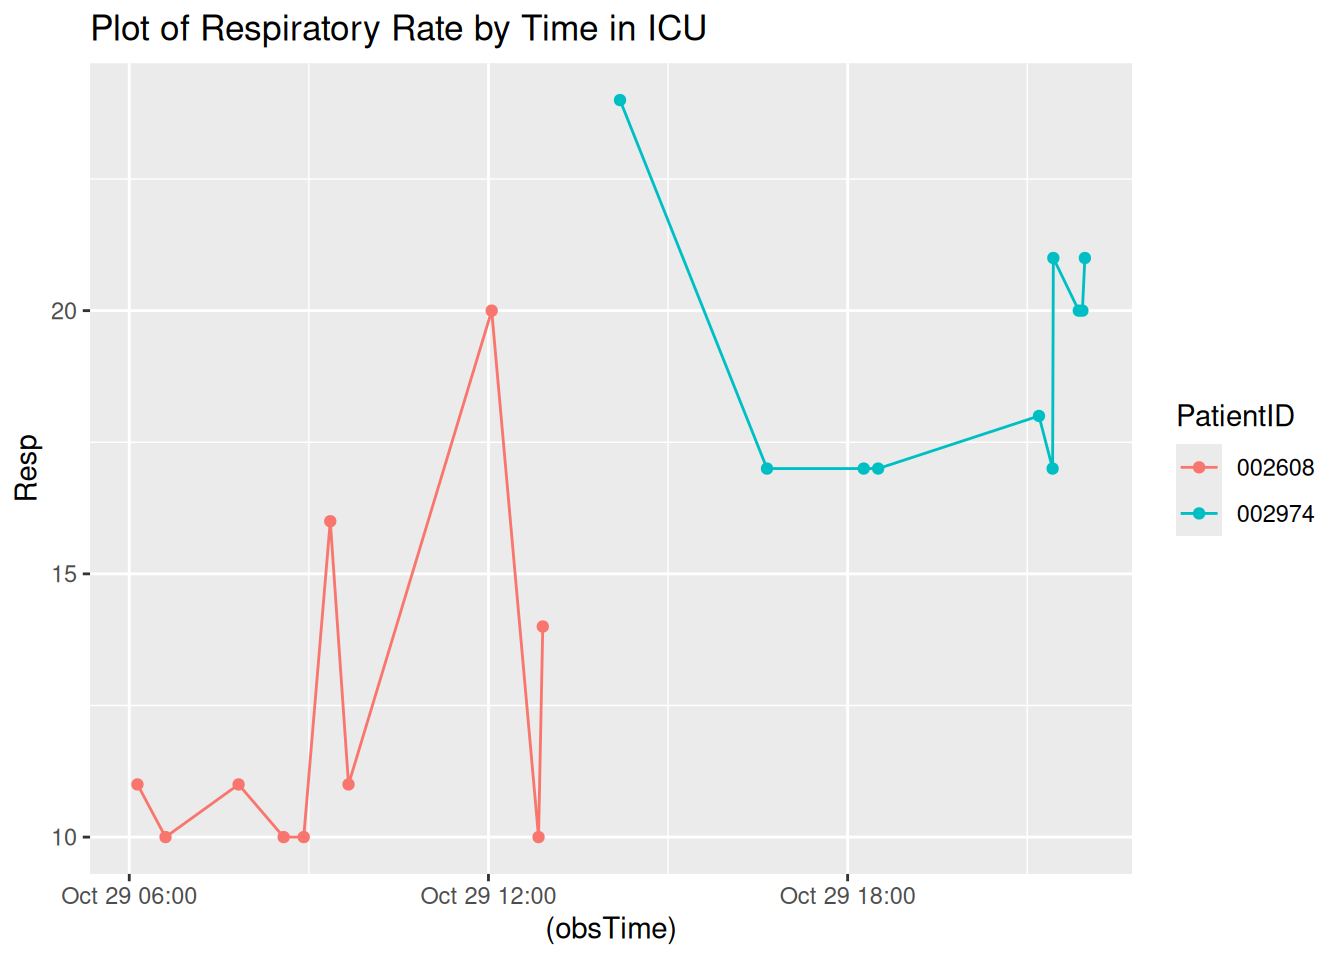 Plot of Respiratory Rate by Time in ICU
Resp
20
15
10
Oct 29 06:00
Oct 29 12:00
Oct 29 18:00
(obsTime)
PatientID
002608
002974